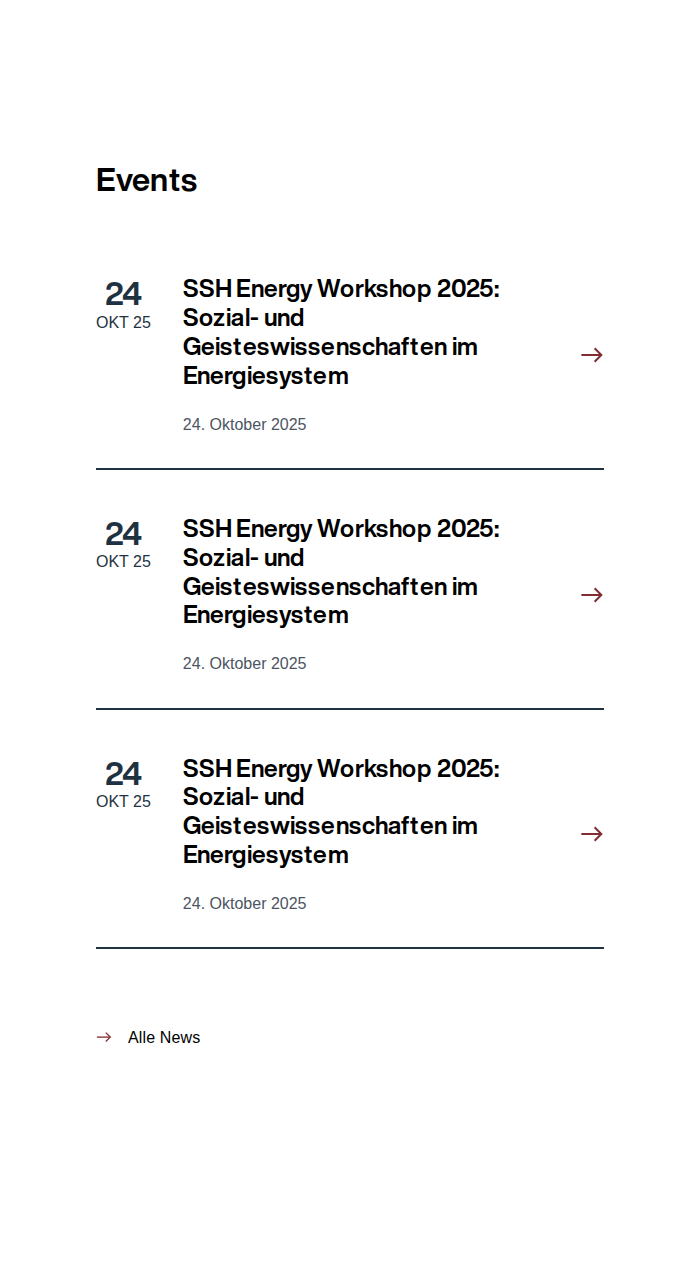 Events
24
OKT 25
SSH Energy Workshop 2025:
Sozial- und
Geisteswissenschaften im
Energiesystem
24. Oktober 2025
24
OKT 25
SSH Energy Workshop 2025:
Sozial- und
Geisteswissenschaften im
Energiesystem
24. Oktober 2025
24
OKT 25
SSH Energy Workshop 2025:
Sozial- und
Geisteswissenschaften im
Energiesystem
24. Oktober 2025
Alle News